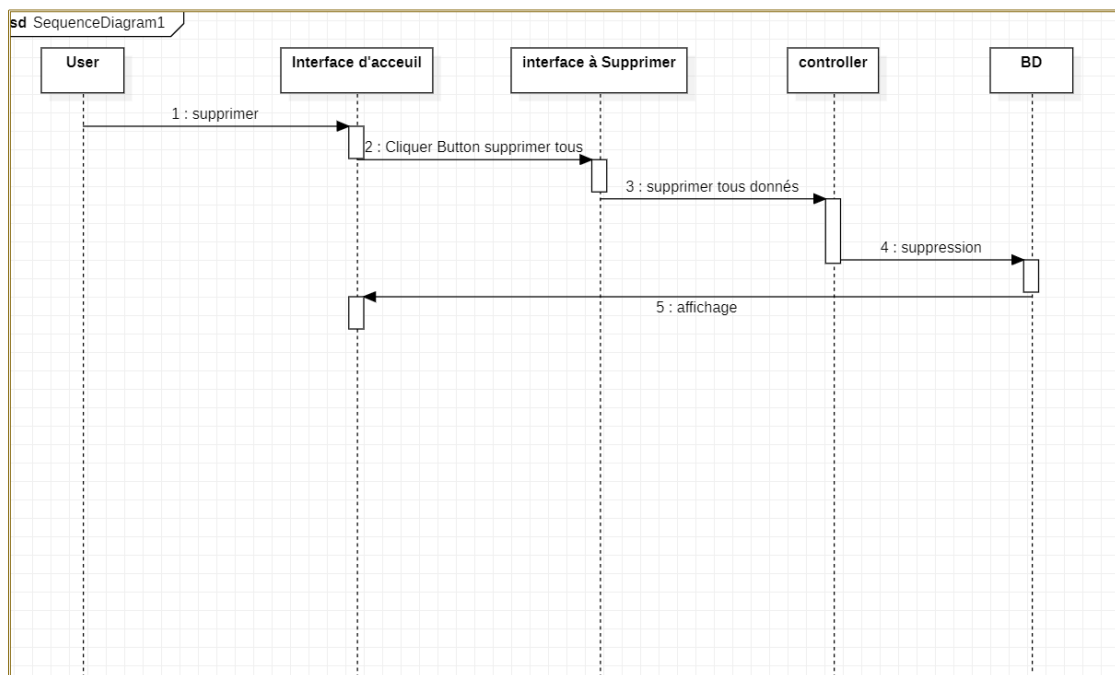 sd SequenceDiagram1
User
Interface d'acceuil
interface à Supprimer
controller
BD
1 : supprimer
2 : Cliquer Button supprimer tous
3 : supprimer tous donnés
4 : suppression
5 : affichage